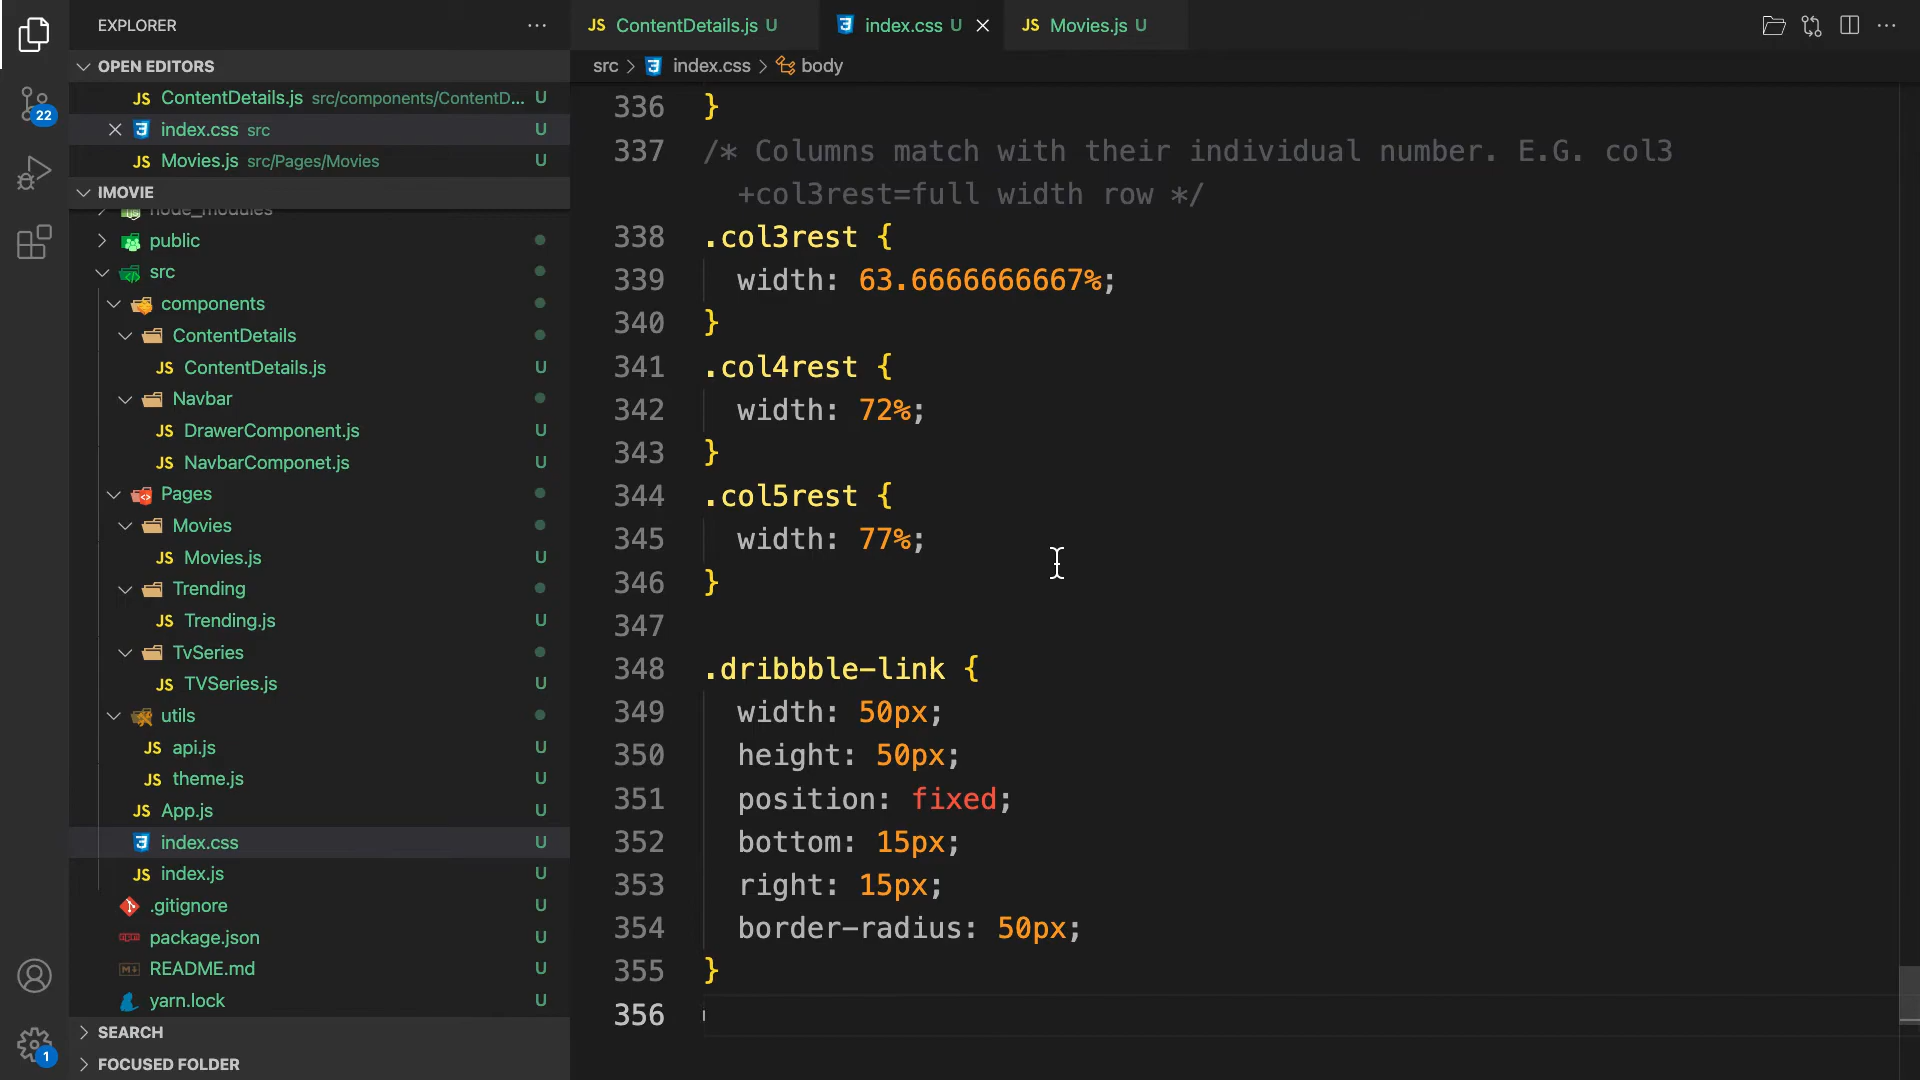 EXPLORER
OPEN EDITORS
JS ContentDetails.js src/components/ContentD... U
index.css src U
JS Movies.js src/Pages/Movies U
IMOVIE
node_modules
public
src
components
ContentDetails
JS ContentDetails.js U
Navbar
JS DrawerComponent.js U
JS NavbarComponet.js U
Pages
Movies
JS Movies.js U
Trending
JS Trending.js U
TvSeries
JS TVSeries.js U
utils
JS api.js U
JS theme.js U
JS App.js U
index.css U
JS index.js U
.gitignore U
package.json U
README.md U
yarn.lock U
SEARCH
FOCUSED FOLDER
22
1
JS ContentDetails.js U
index.css U
JS Movies.js U
src > index.css > body
336 }
337 /* Columns match with their individual number. E.G. col3
+col3rest=full width row */
338 .col3rest {
339 width: 63.6666666667%;
340 }
341 .col4rest {
342 width: 72%;
343 }
344 .col5rest {
345 width: 77%;
346 }
347
348 .dribbble-link {
349 width: 50px;
350 height: 50px;
351 position: fixed;
352 bottom: 15px;
353 right: 15px;
354 border-radius: 50px;
355 }
356